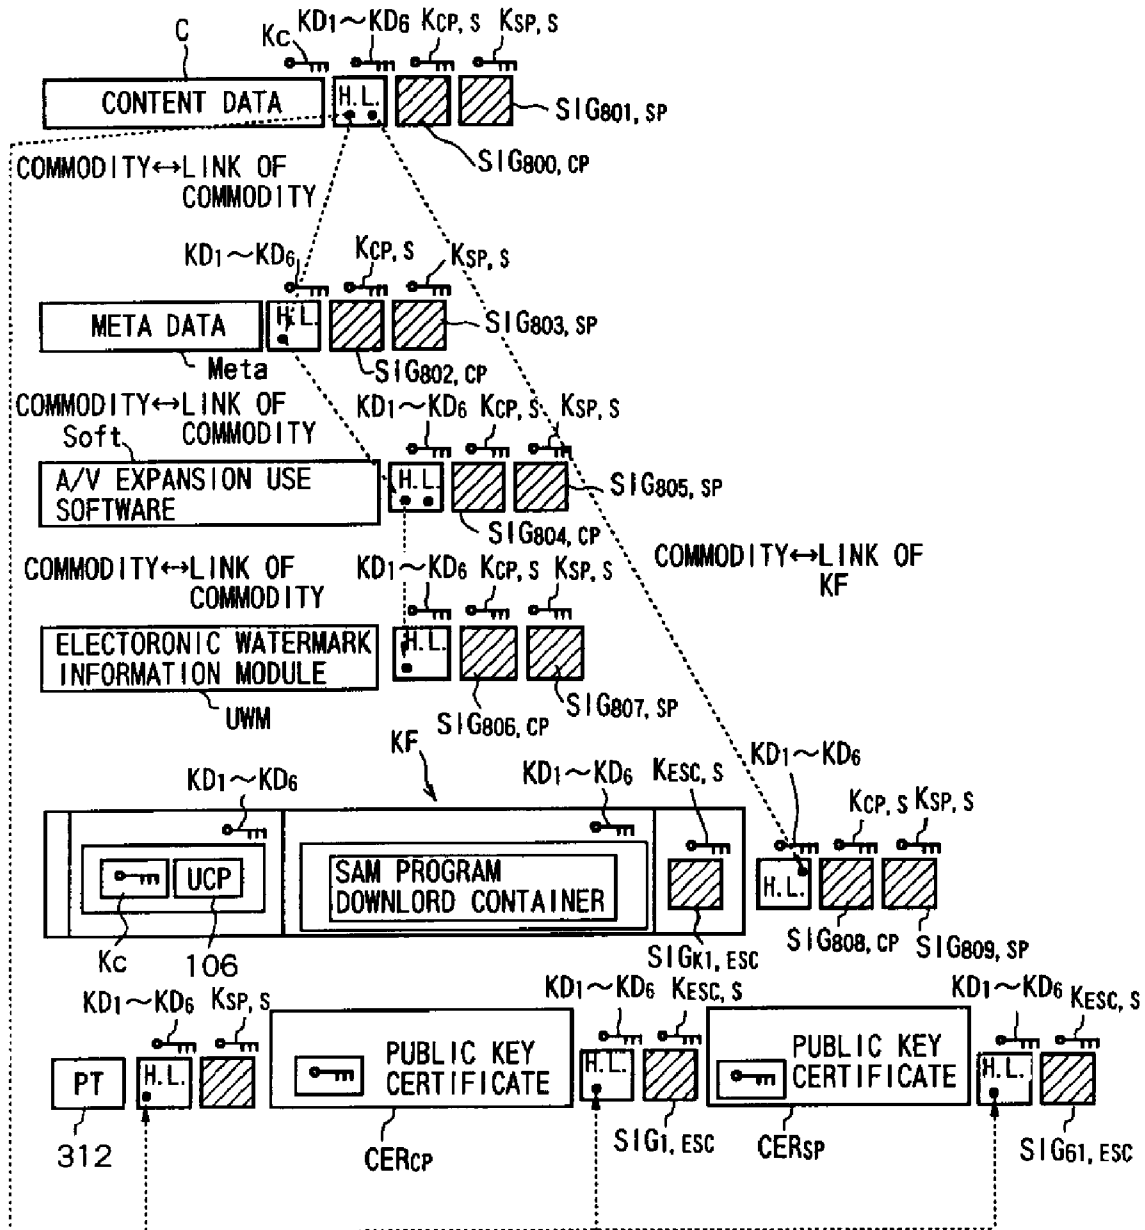 C
Kc
KD1~KD6
KCP, S
KSP, S
CONTENT DATA
H.L.
SIG801, SP
SIG800, CP
COMMODITY↔LINK OF
COMMODITY
KD1~KD6
KCP, S
KSP, S
META DATA
H.L.
SIG803, SP
Meta
SIG802, CP
COMMODITY↔LINK OF
COMMODITY
KD1~KD6
KCP, S
KSP, S
Soft
A/V EXPANSION USE
SOFTWARE
H.L.
SIG805, SP
SIG804, CP
COMMODITY↔LINK OF
KF
COMMODITY↔LINK OF
COMMODITY
KD1~KD6
KCP, S
KSP, S
ELECTORONIC WATERMARK
INFORMATION MODULE
H.L.
UWM
SIG806, CP
SIG807, SP
KF
KD1~KD6
KD1~KD6
KD1~KD6
KESC, S
KCP, S
KSP, S
UCP
SAM PROGRAM
DOWNLORD CONTAINER
H.L.
Kc
106
SIGK1, ESC
SIG808, CP
SIG809, SP
KD1~KD6
KSP, S
KD1~KD6
KESC, S
KD1~KD6
KESC, S
PT
H.L.
PUBLIC KEY
CERTIFICATE
H.L.
PUBLIC KEY
CERTIFICATE
H.L.
312
CERCP
SIG1, ESC
CERSP
SIG61, ESC